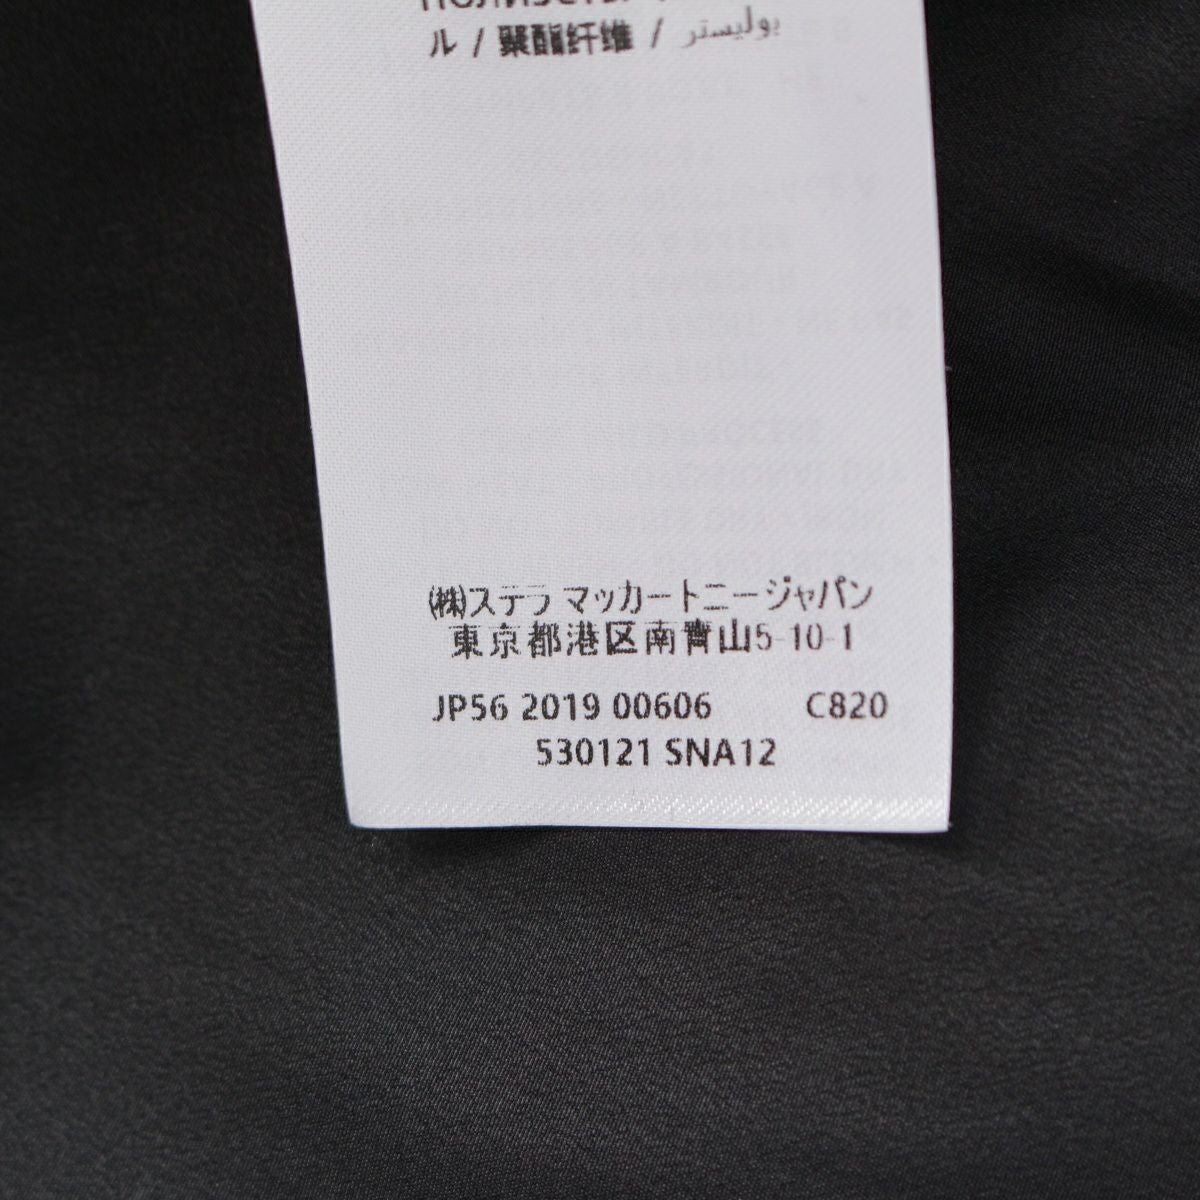 ル / 聚酯纤维 / بوليستر
㈱ステラ マッカートニージャパン
東京都港区南青山5-10-1
JP56 2019 00606 C820
530121 SNA12